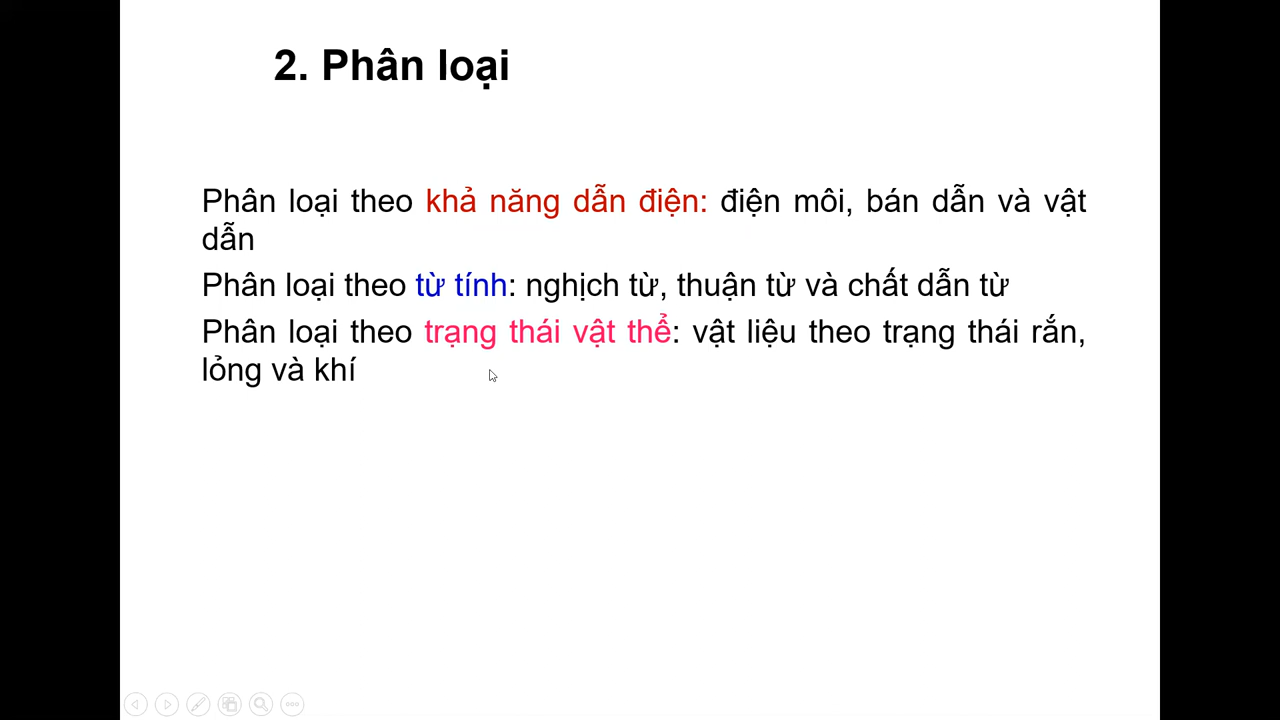 2. Phân loại
Phân loại theo khả năng dẫn điện: điện môi, bán dẫn và vật
dẫn
Phân loại theo từ tính: nghịch từ, thuận từ và chất dẫn từ
Phân loại theo trạng thái vật thể: vật liệu theo trạng thái rắn,
lỏng và khí